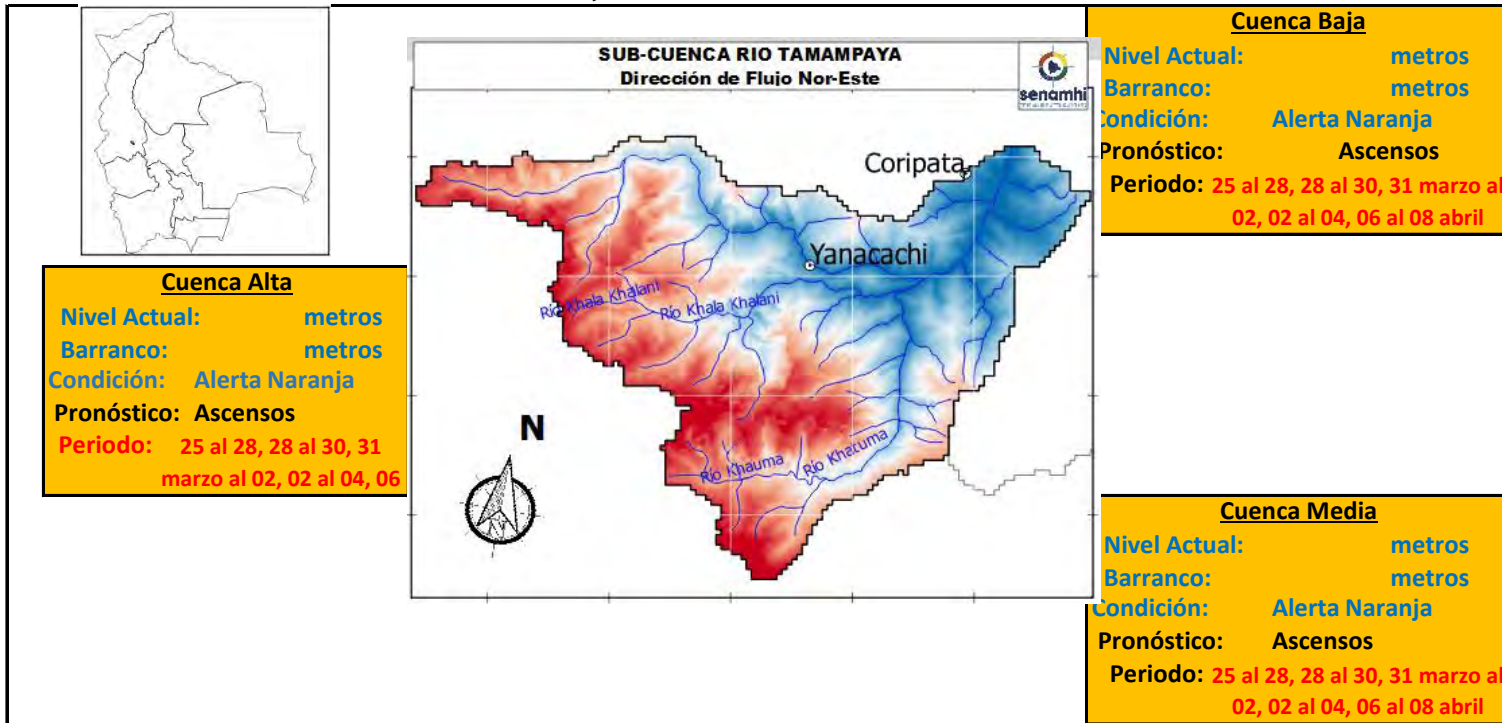 SUB-CUENCA RIO TAMAMPAYA
Dirección de Flujo Nor-Este
senamhi
Coripata
Yanacachi
Río Khala Khalani
Río Khala Khalani
Río Khauma
Río Khatuma
N
Cuenca Alta
Nivel Actual: metros
Barranco: metros
Condición: Alerta Naranja
Pronóstico: Ascensos
Periodo: 25 al 28, 28 al 30, 31
marzo al 02, 02 al 04, 06
Cuenca Baja
Nivel Actual: metros
Barranco: metros
Condición: Alerta Naranja
Pronóstico: Ascensos
Periodo: 25 al 28, 28 al 30, 31 marzo al
02, 02 al 04, 06 al 08 abril
Cuenca Media
Nivel Actual: metros
Barranco: metros
Condición: Alerta Naranja
Pronóstico: Ascensos
Periodo: 25 al 28, 28 al 30, 31 marzo al
02, 02 al 04, 06 al 08 abril